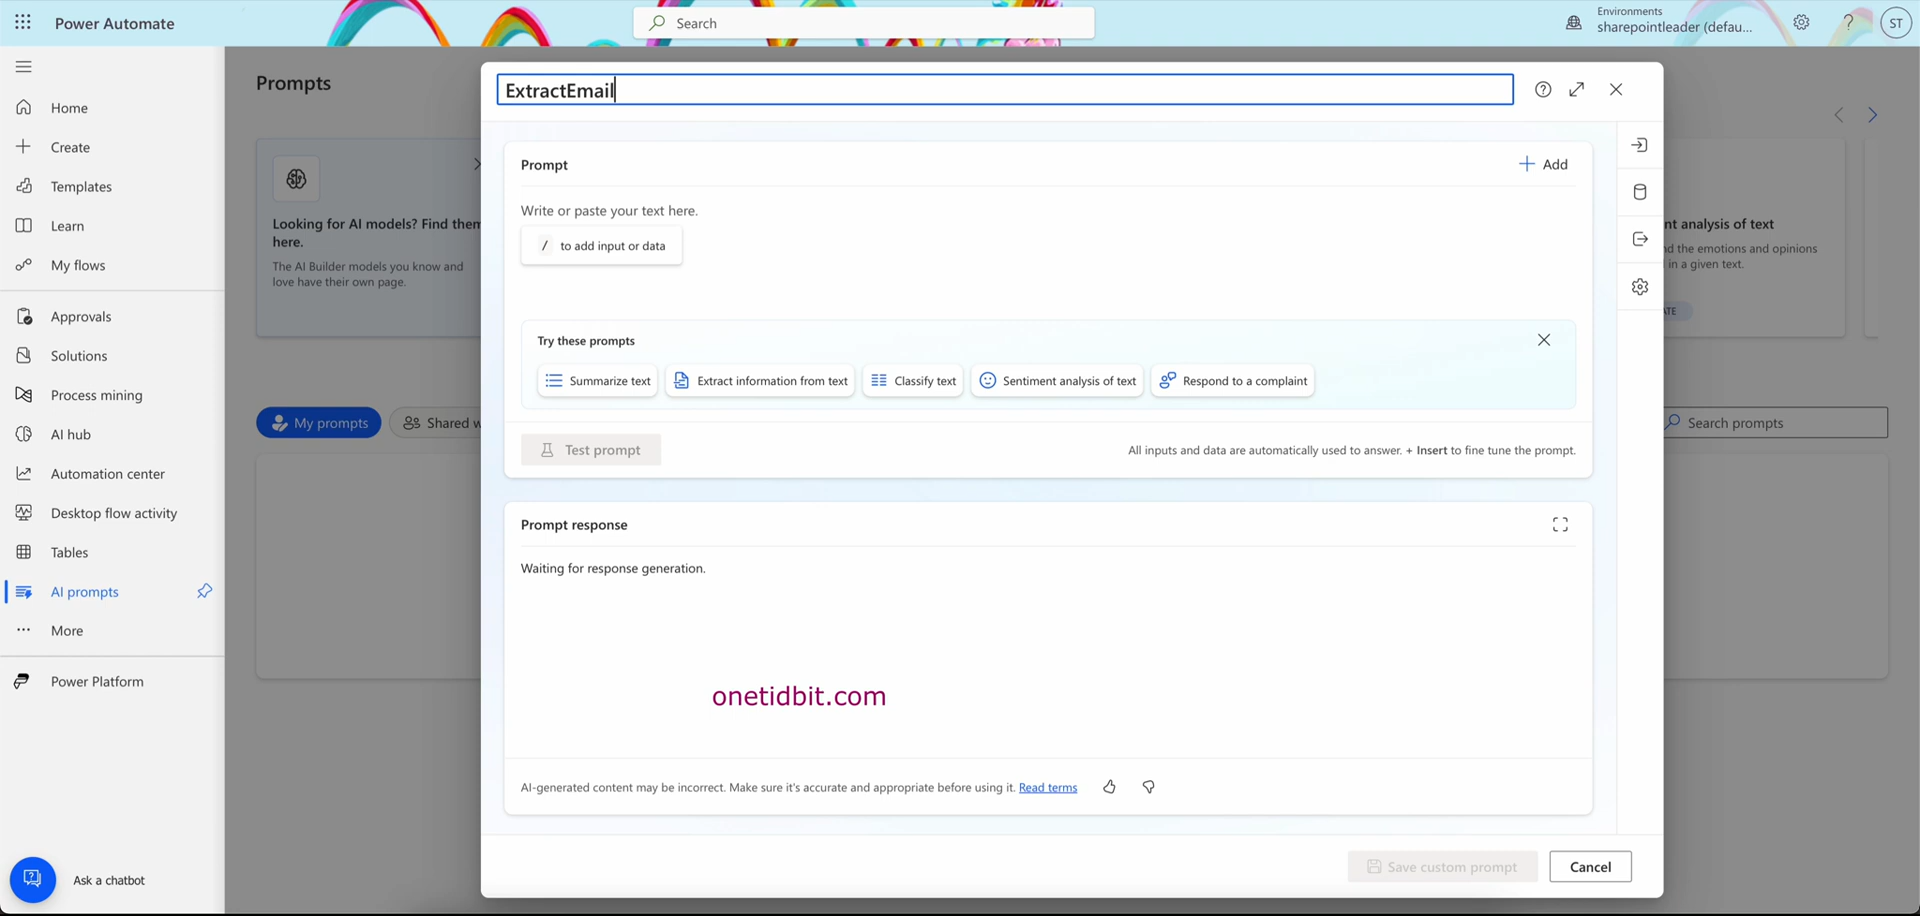 Power Automate
Search
Environments
sharepointleader (defau...
?
ST
Home
Create
Templates
Learn
My flows
Approvals
Solutions
Process mining
AI hub
Automation center
Desktop flow activity
Tables
AI prompts
More
Power Platform
Ask a chatbot
Prompts
Looking for AI models? Find them
here.
The AI Builder models you know and
love have their own page.
My prompts
Shared w
ExtractEmail
Prompt
+ Add
Write or paste your text here.
/ to add input or data
Try these prompts
Summarize text
Extract information from text
Classify text
Sentiment analysis of text
Respond to a complaint
Test prompt
All inputs and data are automatically used to answer. + Insert to fine tune the prompt.
Prompt response
Waiting for response generation.
onetidbit.com
AI-generated content may be incorrect. Make sure it's accurate and appropriate before using it. Read terms
Save custom prompt
Cancel
nt analysis of text
d the emotions and opinions
in a given text.
ATE
Search prompts